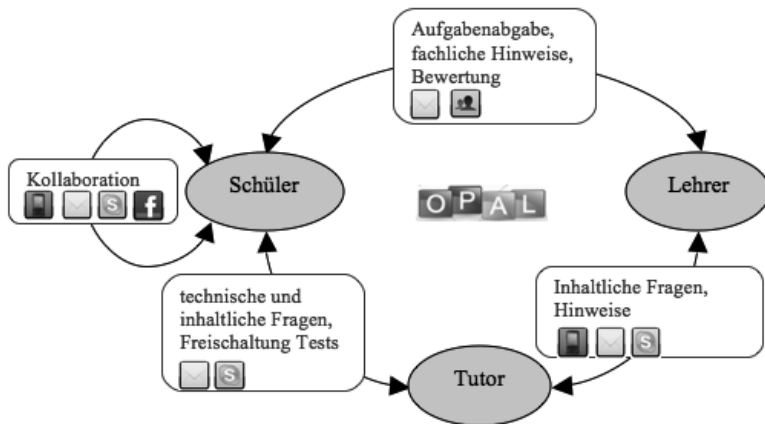 Aufgabenabgabe,
fachliche Hinweise,
Bewertung
Kollaboration
Schüler
OPAL
Lehrer
technische und
inhaltliche Fragen,
Freischaltung Tests
Inhaltliche Fragen,
Hinweise
Tutor